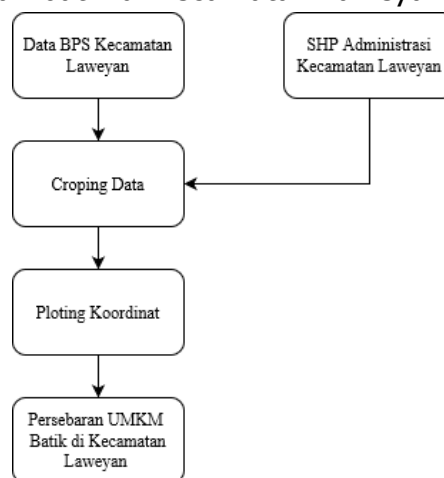 Data BPS Kecamatan
Laweyan
SHP Administrasi
Kecamatan Laweyan
Croping Data
Ploting Koordinat
Persebaran UMKM
Batik di Kecamatan
Laweyan